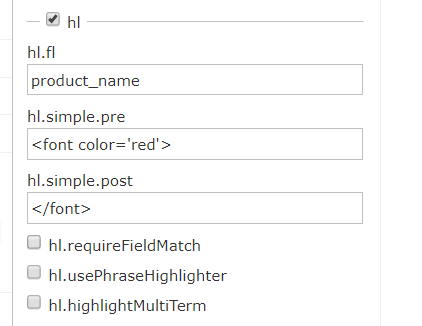 hl
hl.fl
product_name
hl.simple.pre
<font color='red'>
hl.simple.post
</font>
hl.requireFieldMatch
hl.usePhraseHighlighter
hl.highlightMultiTerm